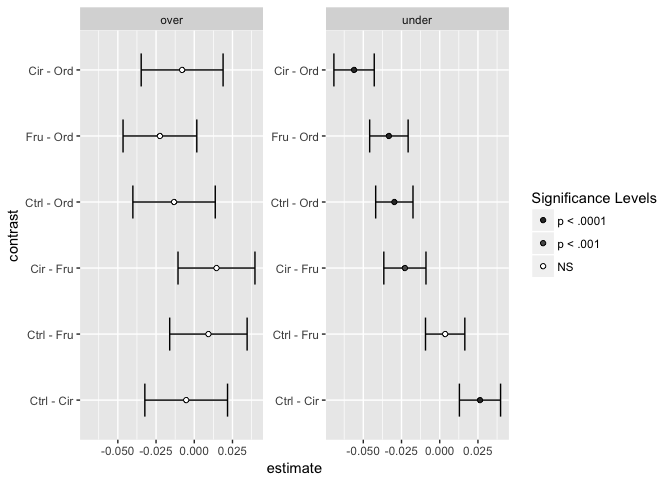 over
under
Cir - Ord
Fru - Ord
Ctrl - Ord
Cir - Fru
Ctrl - Fru
Ctrl - Cir
Cir - Ord
Fru - Ord
Ctrl - Ord
Cir - Fru
Ctrl - Fru
Ctrl - Cir
contrast
-0.050 -0.025 0.000 0.025
-0.050 -0.025 0.000 0.025
estimate
Significance Levels
p < .0001
p < .001
NS